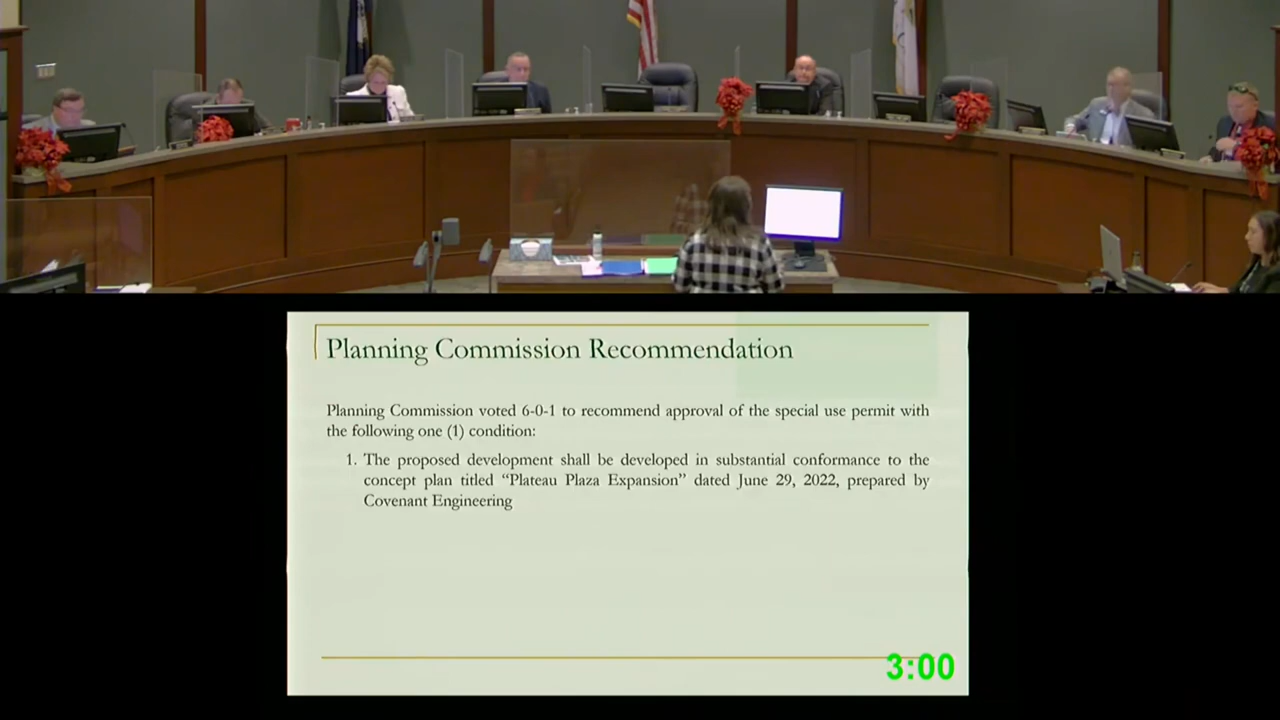 Planning Commission Recommendation
Planning Commission voted 6-0-1 to recommend approval of the special use permit with
the following one (1) condition:
1. The proposed development shall be developed in substantial conformance to the
concept plan titled “Plateau Plaza Expansion” dated June 29, 2022, prepared by
Covenant Engineering
3:00